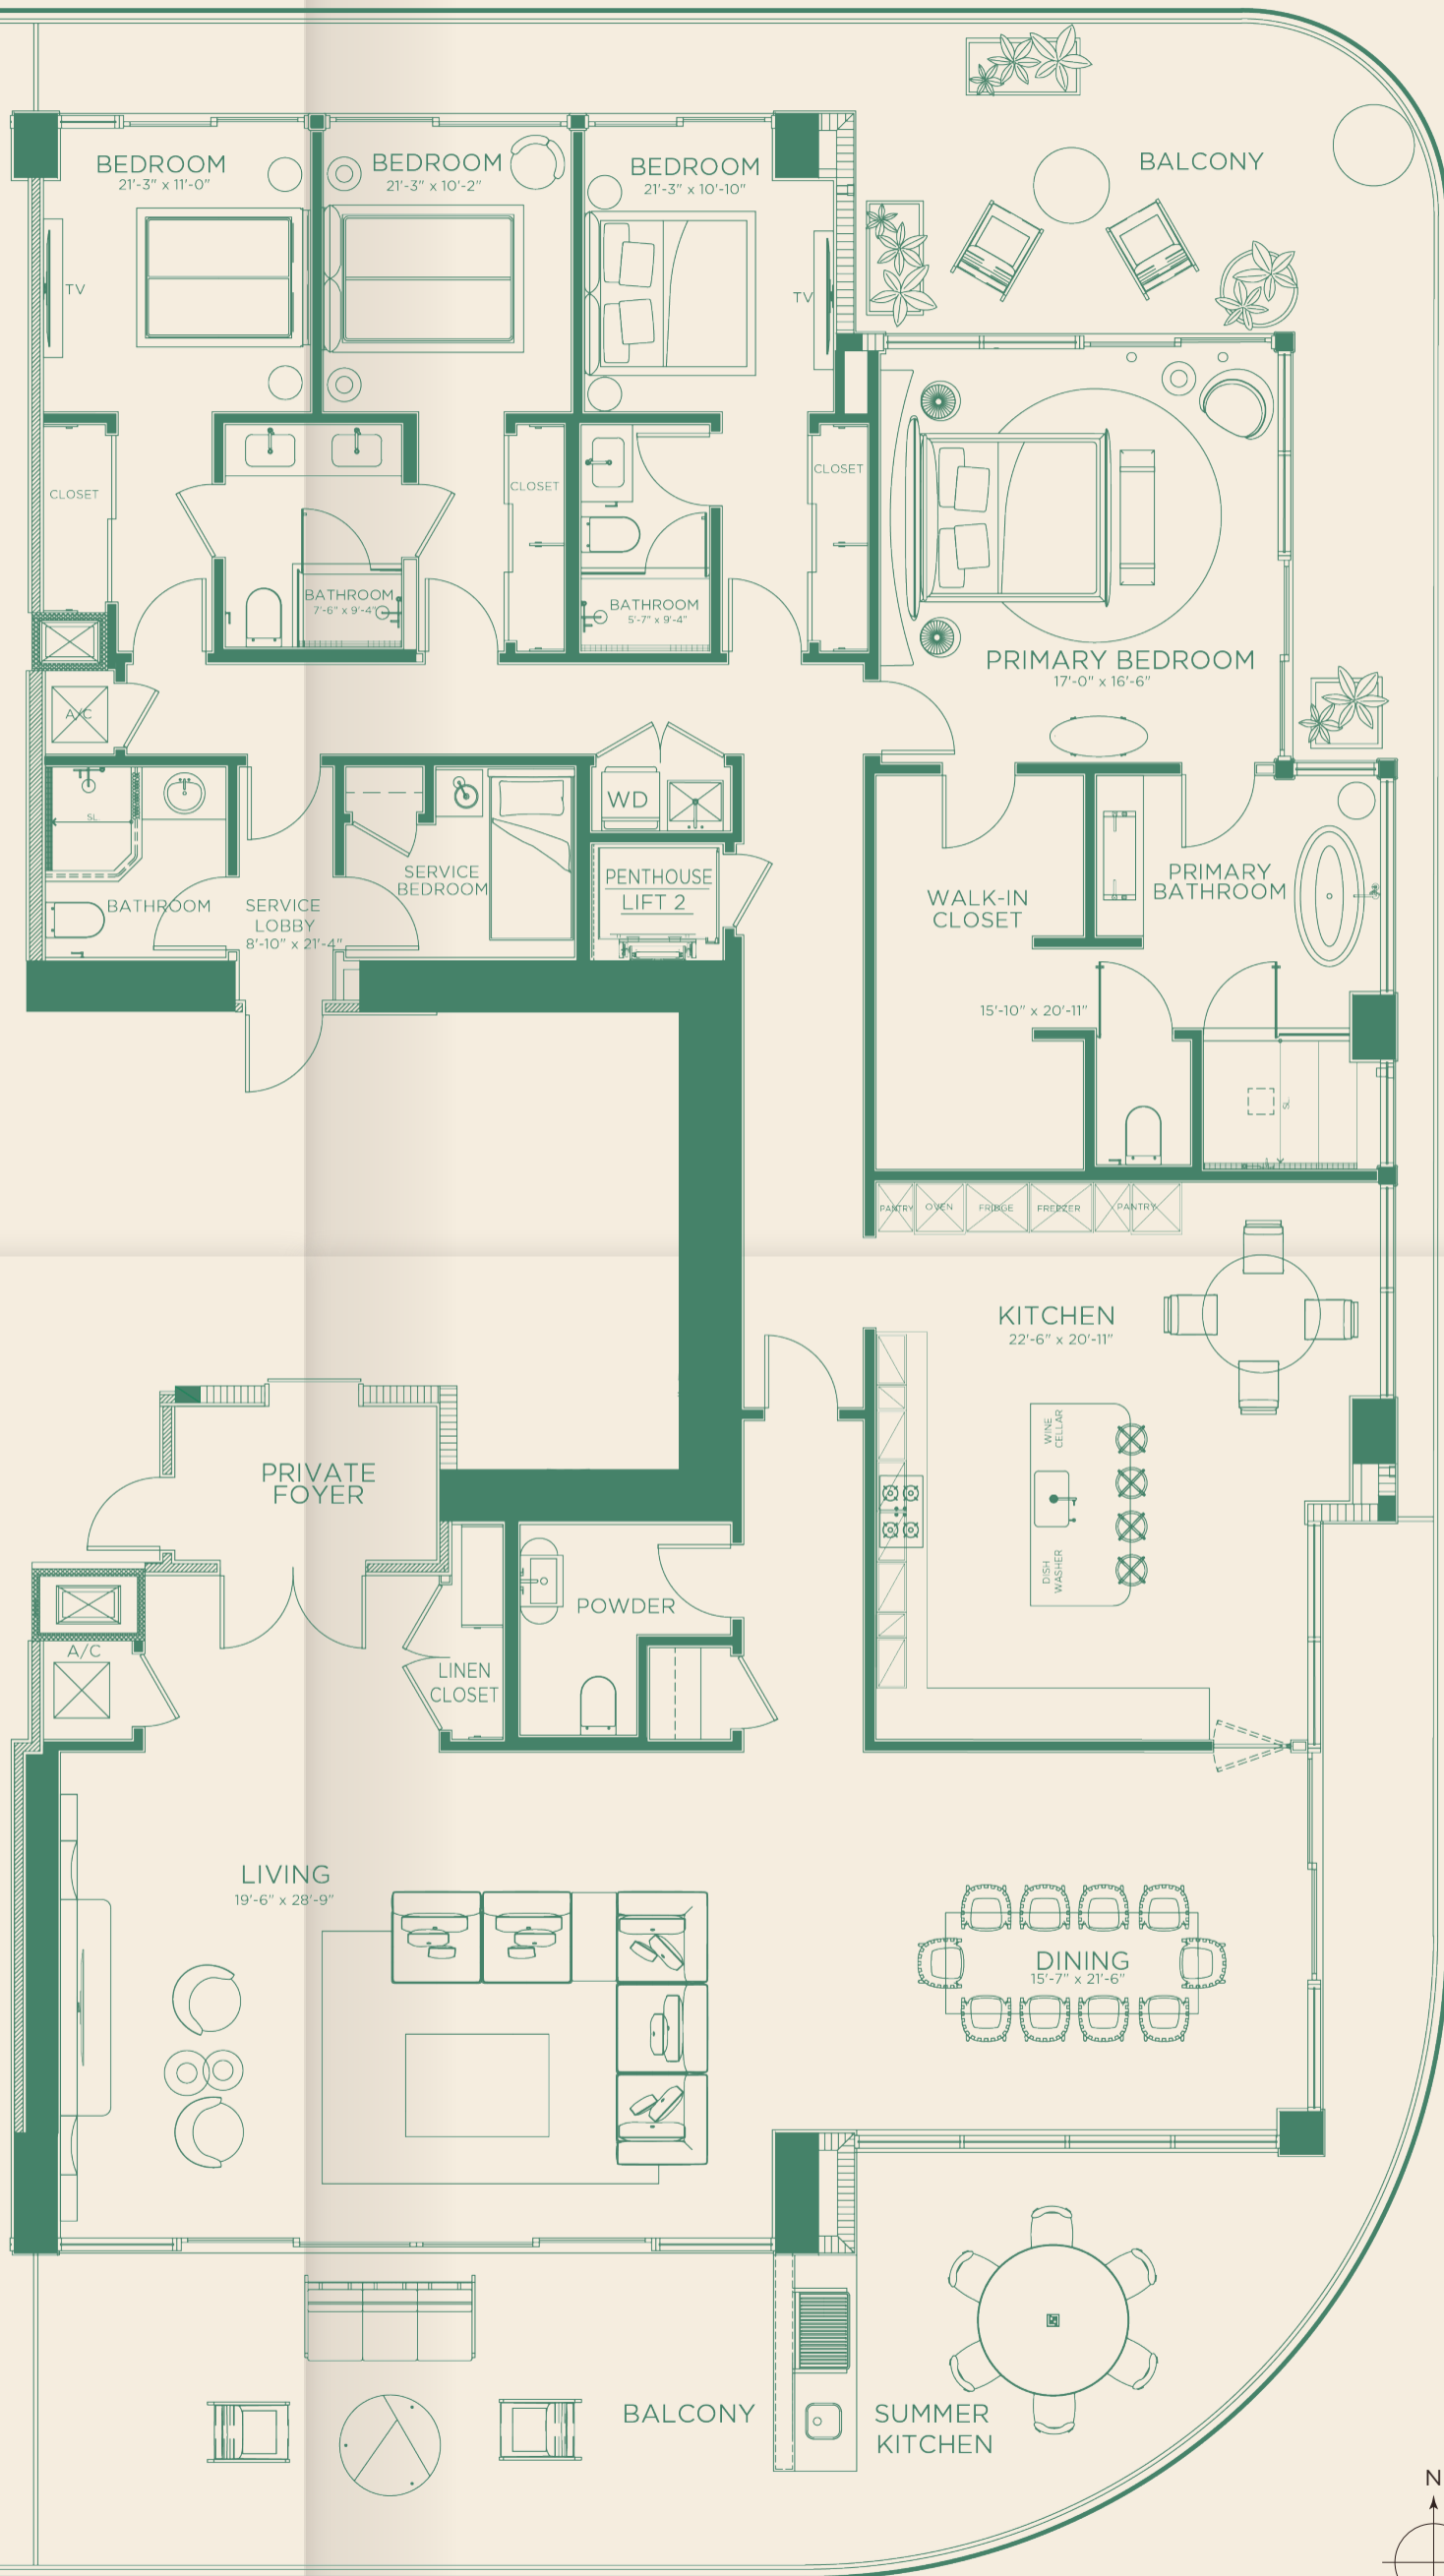 BALCONY
BEDROOM
21'-3" x 11'-0"
BEDROOM
21'-3" x 10'-2"
BEDROOM
21'-3" x 10'-10"
TV
TV
CLOSET
CLOSET
CLOSET
BATHROOM
7'-6" x 9'-4"
BATHROOM
5'-7" x 9'-4"
PRIMARY BEDROOM
17'-0" x 16'-6"
A/C
WD
SL.
BATHROOM
SERVICE
LOBBY
8'-10" x 21'-4"
SERVICE
BEDROOM
PENTHOUSE
LIFT 2
WALK-IN
CLOSET
PRIMARY
BATHROOM
15'-10" x 20'-11"
SL.
PANTRY
OVEN
FRIDGE
FREEZER
PANTRY
KITCHEN
22'-6" x 20'-11"
WINE
CELLAR
DISH
WASHER
PRIVATE
FOYER
POWDER
A/C
LINEN
CLOSET
LIVING
19'-6" x 28'-9"
DINING
15'-7" x 21'-6"
BALCONY
SUMMER
KITCHEN
N